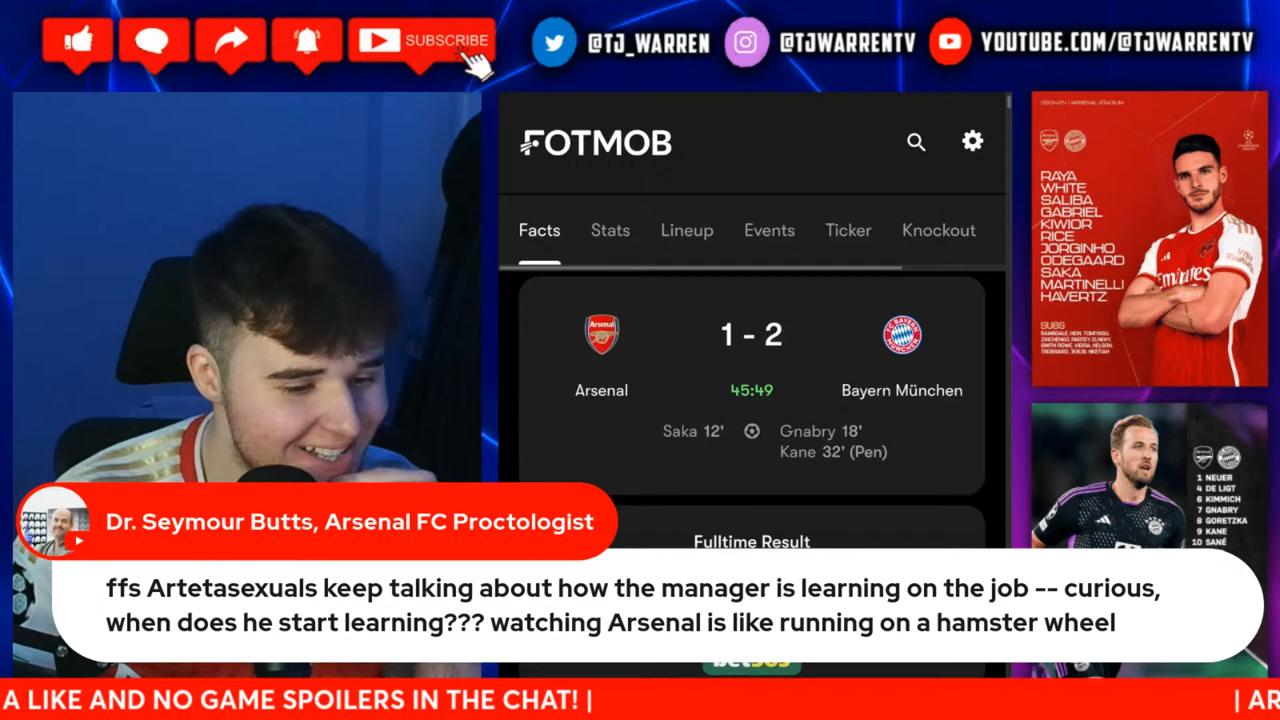 SUBSCRIBE
@TJ_WARREN
@TJWARRENTV
YOUTUBE.COM/@TJWARRENTV
FOTMOB
Facts
Stats
Lineup
Events
Ticker
Knockout
Arsenal
1 - 2
Arsenal
45:49
Bayern München
Saka 12'
Gnabry 18'
Kane 32' (Pen)
Fulltime Result
bet365
RAYA
WHITE
SALIBA
GABRIEL
KIWIOR
RICE
JORGINHO
ODEGAARD
SAKA
MARTINELLI
HAVERTZ
SUBS
Emirates
1 NEUER
4 DE LIGT
6 KIMMICH
7 GNABRY
8 GORETZKA
9 KANE
10 SANÉ
Dr. Seymour Butts, Arsenal FC Proctologist
ffs Artetasexuals keep talking about how the manager is learning on the job -- curious,
when does he start learning??? watching Arsenal is like running on a hamster wheel
A LIKE AND NO GAME SPOILERS IN THE CHAT! |
| AR